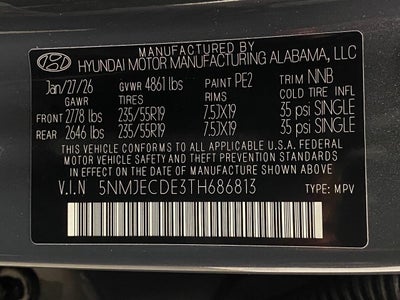 MANUFACTURED BY
HYUNDAI MOTOR MANUFACTURING ALABAMA, LLC
Jan/27/26 GVWR 4861 lbs PAINT PE2 TRIM NNB
GAWR TIRES RIMS COLD TIRE INFL
FRONT 2778 lbs 235/55R19 7.5JX19 35 psi SINGLE
REAR 2646 lbs 235/55R19 7.5JX19 35 psi SINGLE
THIS VEHICLE CONFORMS TO ALL APPLICABLE U.S.A. FEDERAL
MOTOR VEHICLE SAFETY, BUMPER, AND THEFT PREVENTION
STANDARDS IN EFFECT ON THE DATE OF MANUFACTURE SHOWN ABOVE.
V.I.N 5NMJECDE3TH686813 TYPE: MPV